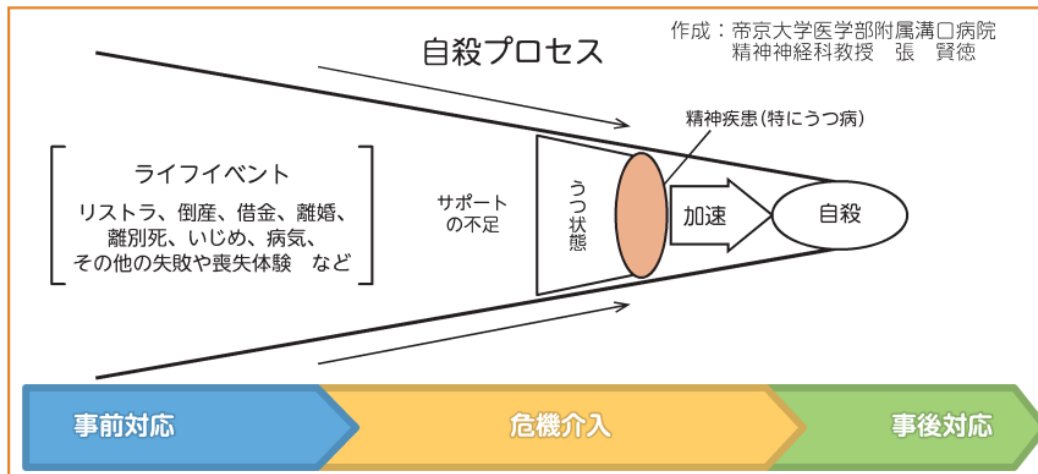 自殺プロセス
作成：帝京大学医学部附属溝口病院
精神神経科教授　張　賢徳
精神疾患（特にうつ病）
ライフイベント
リストラ、倒産、借金、離婚、
離別死、いじめ、病気、
その他の失敗や喪失体験　など
サポート
の不足
うつ状態
加速
自殺
事前対応
危機介入
事後対応